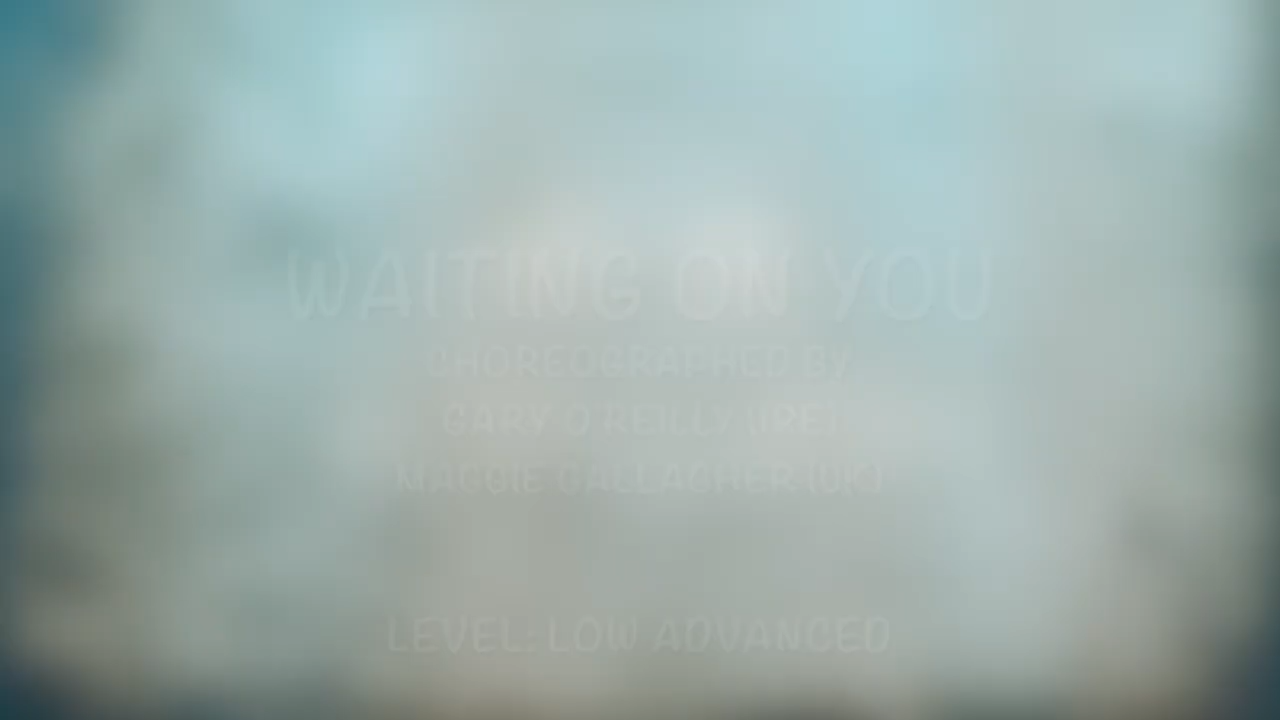 WAITING ON YOU
CHOREOGRAPHED BY
GARY O'REILLY (IRE)
MAGGIE GALLAGHER (UK)
LEVEL: LOW ADVANCED